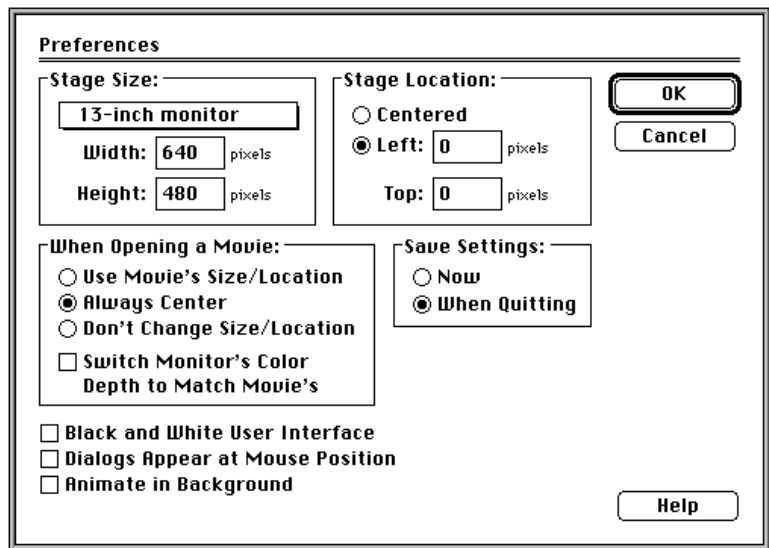 Preferences
Stage Size:
13-inch monitor
Width: 640 pixels
Height: 480 pixels
Stage Location:
Centered
Left: 0 pixels
Top: 0 pixels
OK
Cancel
When Opening a Movie:
Use Movie's Size/Location
Always Center
Don't Change Size/Location
Switch Monitor's Color
Depth to Match Movie's
Save Settings:
Now
When Quitting
Black and White User Interface
Dialogs Appear at Mouse Position
Animate in Background
Help